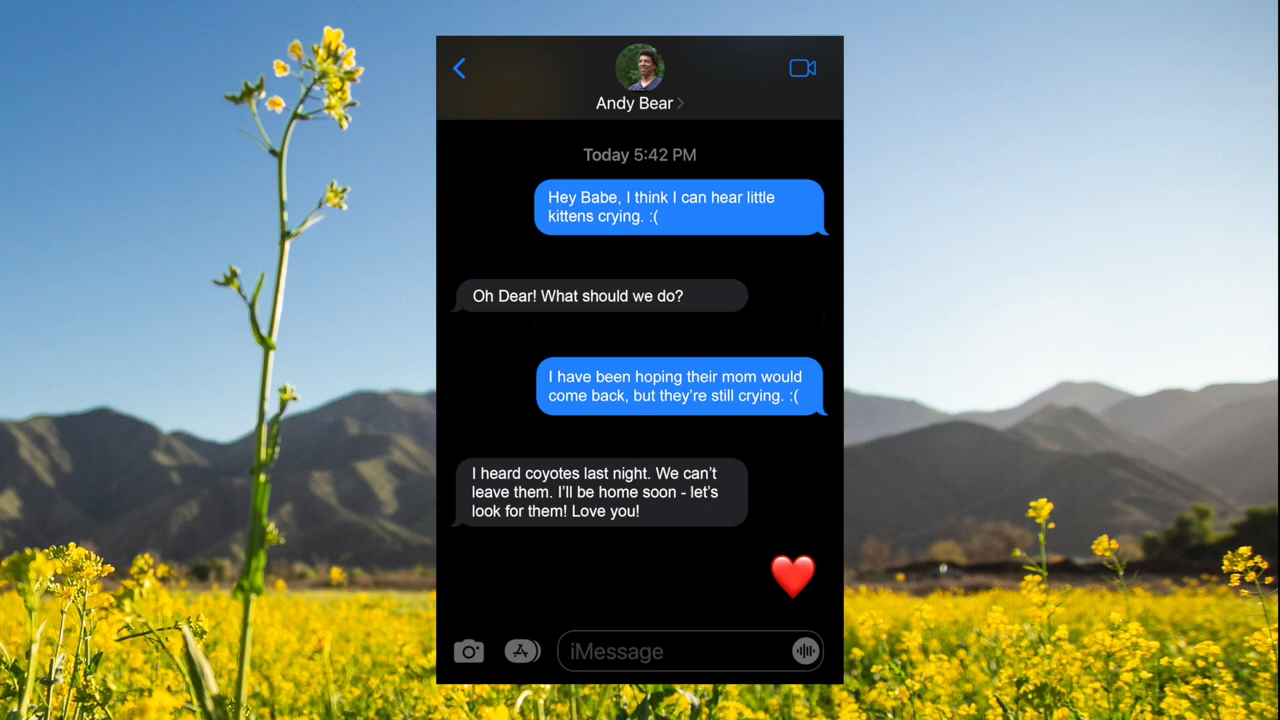 Andy Bear
Today 5:42 PM
Hey Babe, I think I can hear little
kittens crying. :(
Oh Dear! What should we do?
I have been hoping their mom would
come back, but they’re still crying. :(
I heard coyotes last night. We can’t
leave them. I’ll be home soon - let’s
look for them! Love you!
iMessage